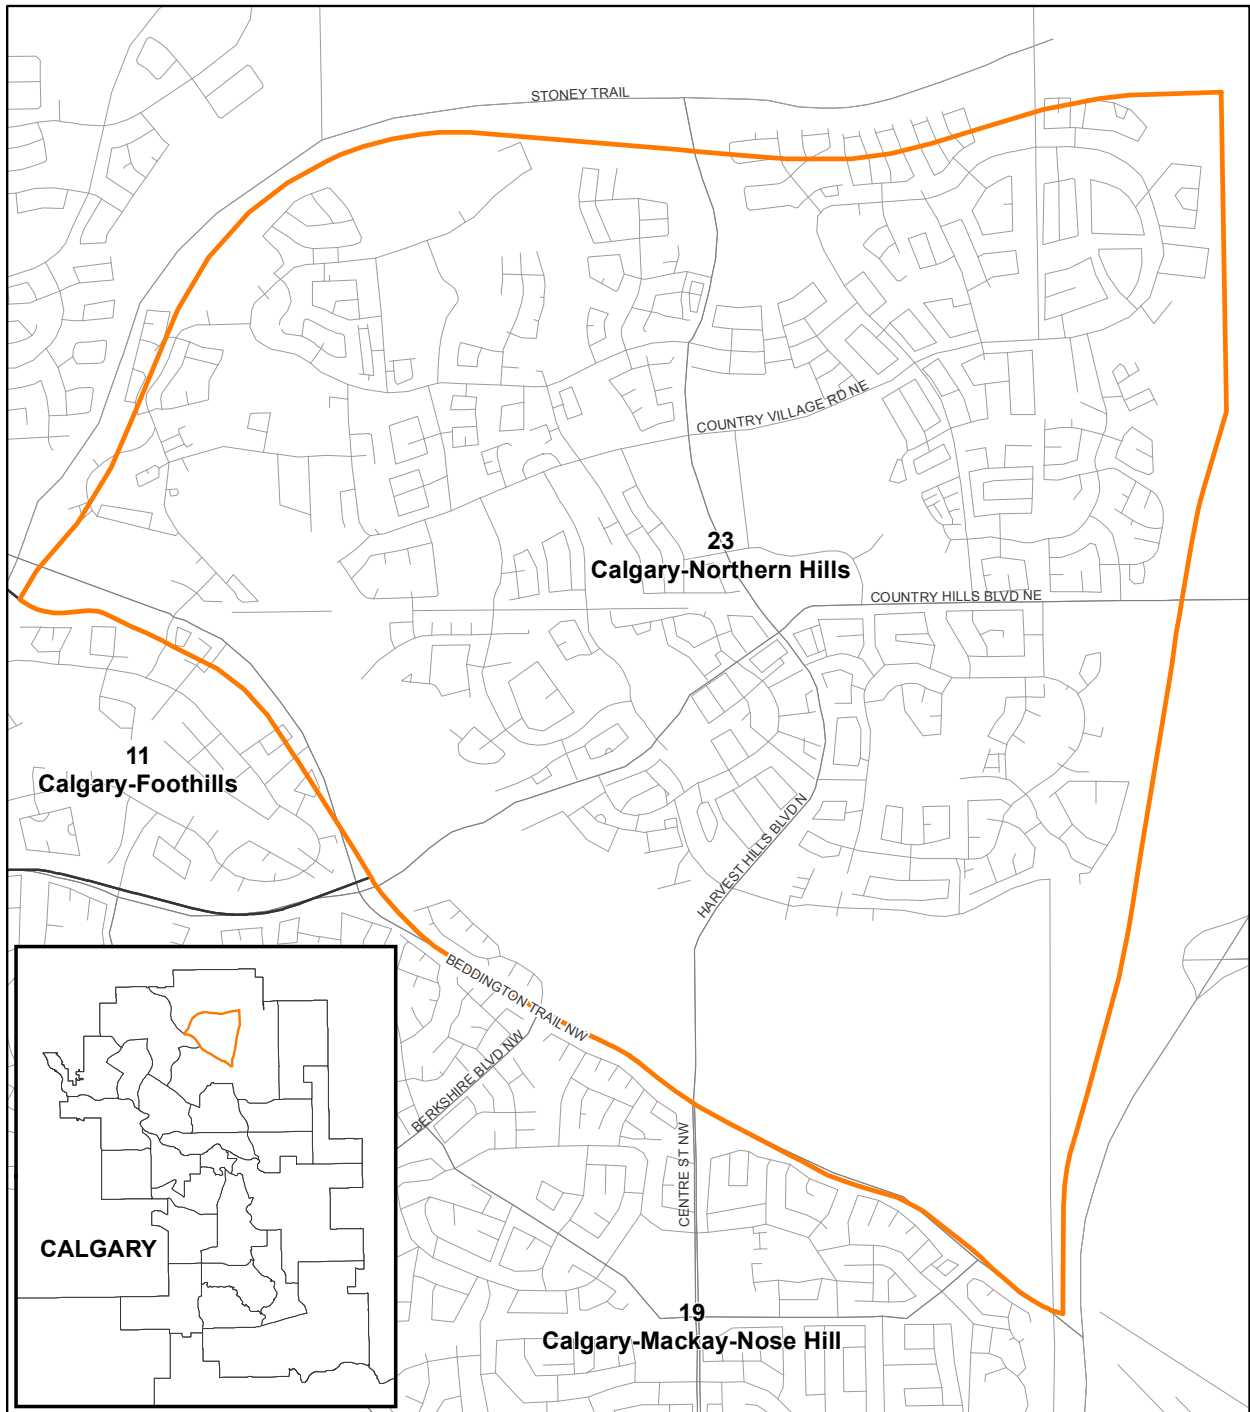 STONEY TRAIL
COUNTRY VILLAGE RD NE
23
Calgary-Northern Hills
COUNTRY HILLS BLVD NE
11
Calgary-Foothills
HARVEST HILLS BLVD N
BEDDINGTON TRAIL NW
BERKSHIRE BLVD NW
CENTRE ST NW
CALGARY
19
Calgary-Mackay-Nose Hill